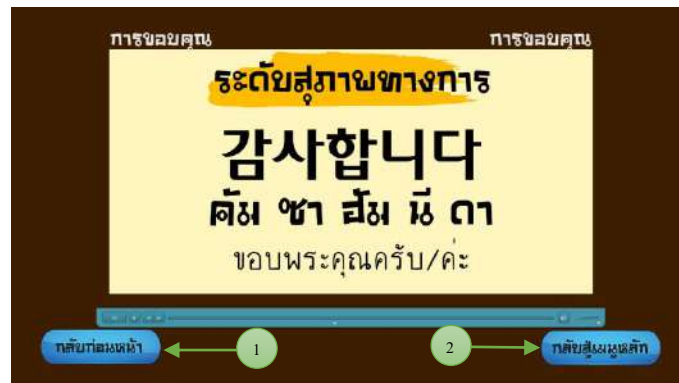 การขอบคุณ การขอบคุณ
ระดับสุภาพทางการ
감사합니다
คัม ซา ฮัม นี ดา
ขอบพระคุณครับ/ค่ะ
กลับก่อนหน้า 1 2 กลับสู่เมนูหลัก